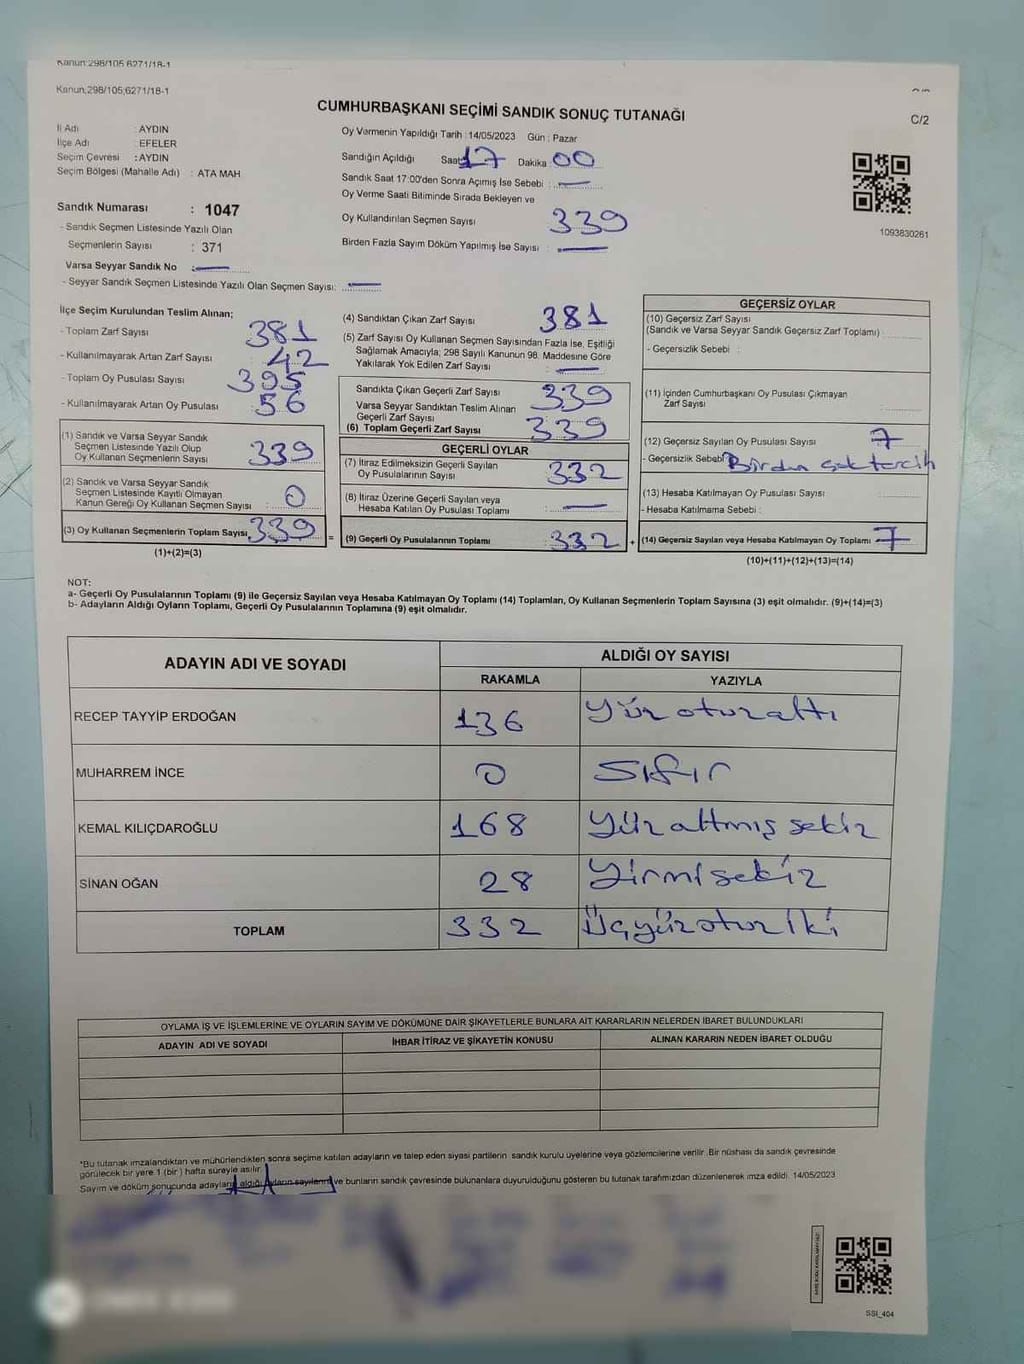 Kanun:298/105 6271/18-1
Kanun;298/105;6271/18-1
CUMHURBAŞKANI SEÇİMİ SANDIK SONUÇ TUTANAĞI
C/2
İl Adı : AYDIN
İlçe Adı : EFELER
Seçim Çevresi : AYDIN
Seçim Bölgesi (Mahalle Adı) : ATA MAH
Sandık Numarası : 1047
- Sandık Seçmen Listesinde Yazılı Olan
Seçmenlerin Sayısı : 371
Varsa Seyyar Sandık No : —
- Seyyar Sandık Seçmen Listesinde Yazılı Olan Seçmen Sayısı: —
Oy Vermenin Yapıldığı Tarih : 14/05/2023 Gün : Pazar
Sandığın Açıldığı Saat 17 Dakika : 00
Sandık Saat 17:00'den Sonra Açımış İse Sebebi : —
Oy Verme Saati Bitiminde Sırada Bekleyen ve
Oy Kullandırılan Seçmen Sayısı 339
Birden Fazla Sayım Döküm Yapılmış İse Sayısı : —
1093830261
İlçe Seçim Kurulundan Teslim Alınan;
- Toplam Zarf Sayısı 381
- Kullanılmayarak Artan Zarf Sayısı : 42
- Toplam Oy Pusulası Sayısı 395
- Kullanılmayarak Artan Oy Pusulası : 56
(1) Sandık ve Varsa Seyyar Sandık
Seçmen Listesinde Yazılı Olup
Oy Kullanan Seçmenlerin Sayısı : 339
(2) Sandık ve Varsa Seyyar Sandık
Seçmen Listesinde Kayıtlı Olmayan
Kanun Gereği Oy Kullanan Seçmen Sayısı : 0
(3) Oy Kullanan Seçmenlerin Toplam Sayısı 339
(1)+(2)=(3)
=
(4) Sandıktan Çıkan Zarf Sayısı : 381
(5) Zarf Sayısı Oy Kullanan Seçmen Sayısından Fazla İse, Eşitliği
Sağlamak Amacıyla; 298 Sayılı Kanunun 98. Maddesine Göre
Yakılarak Yok Edilen Zarf Sayısı : —
Sandıkta Çıkan Geçerli Zarf Sayısı : 339
Varsa Seyyar Sandıktan Teslim Alınan
Geçerli Zarf Sayısı
(6) Toplam Geçerli Zarf Sayısı : 339
GEÇERLİ OYLAR
(7) İtiraz Edilmeksizin Geçerli Sayılan
Oy Pusulalarının Sayısı : 332
(8) İtiraz Üzerine Geçerli Sayılan veya
Hesaba Katılan Oy Pusulası Toplamı : —
(9) Geçerli Oy Pusulalarının Toplamı : 332
+
GEÇERSİZ OYLAR
(10) Geçersiz Zarf Sayısı
(Sandık ve Varsa Seyyar Sandık Geçersiz Zarf Toplamı) :
- Geçersizlik Sebebi :
(11) İçinden Cumhurbaşkanı Oy Pusulası Çıkmayan
Zarf Sayısı :
(12) Geçersiz Sayılan Oy Pusulası Sayısı : 7
- Geçersizlik Sebebi Birden çok tercih
(13) Hesaba Katılmayan Oy Pusulası Sayısı :
- Hesaba Katılmama Sebebi :
(14) Geçersiz Sayılan veya Hesaba Katılmayan Oy Toplamı 7
(10)+(11)+(12)+(13)=(14)
NOT:
a- Geçerli Oy Pusulalarının Toplamı (9) ile Geçersiz Sayılan veya Hesaba Katılmayan Oy Toplamı (14) Toplamları, Oy Kullanan Seçmenlerin Toplam Sayısına (3) eşit olmalıdır. (9)+(14)=(3)
b- Adayların Aldığı Oyların Toplamı, Geçerli Oy Pusulalarının Toplamına (9) eşit olmalıdır.
ADAYIN ADI VE SOYADI ALDIĞI OY SAYISI
RAKAMLA YAZIYLA
RECEP TAYYİP ERDOĞAN 136 Yüz otuz altı
MUHARREM İNCE 0 Sıfır
KEMAL KILIÇDAROĞLU 168 Yüz altmış sekiz
SİNAN OĞAN 28 Yirmi sekiz
TOPLAM 332 Üçyüz otuz iki
OYLAMA İŞ VE İŞLEMLERİNE VE OYLARIN SAYIM VE DÖKÜMÜNE DAİR ŞİKAYETLERLE BUNLARA AİT KARARLARIN NELERDEN İBARET BULUNDUKLARI
ADAYIN ADI VE SOYADI İHBAR İTİRAZ VE ŞİKAYETİN KONUSU ALINAN KARARIN NEDEN İBARET OLDUĞU
*Bu tutanak imzalandıktan ve mühürlendikten sonra seçime katılan adayların ve talep eden siyasi partilerin sandık kurulu üyelerine veya gözlemcilerine verilir. Bir nüshası da sandık çevresinde
görülecek bir yere 1 (bir) hafta süreyle asılır.
Sayım ve döküm sonucunda adayların aldığı oyların sayılarını ve bunların sandık çevresinde bulunanlara duyurulduğunu gösteren bu tutanak tarafımızdan düzenlenerek imza edildi. 14/05/2023
SSI_404